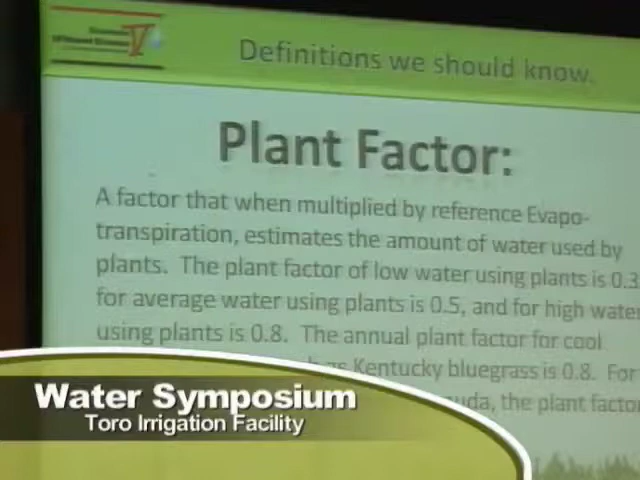 Definitions we should know.
Plant Factor:
A factor that when multiplied by reference Evapo-
transpiration, estimates the amount of water used by
plants. The plant factor of low water using plants is 0.3
for average water using plants is 0.5, and for high water
using plants is 0.8. The annual plant factor for cool
as Kentucky bluegrass is 0.8. For
the plant factor
Water Symposium
Toro Irrigation Facility